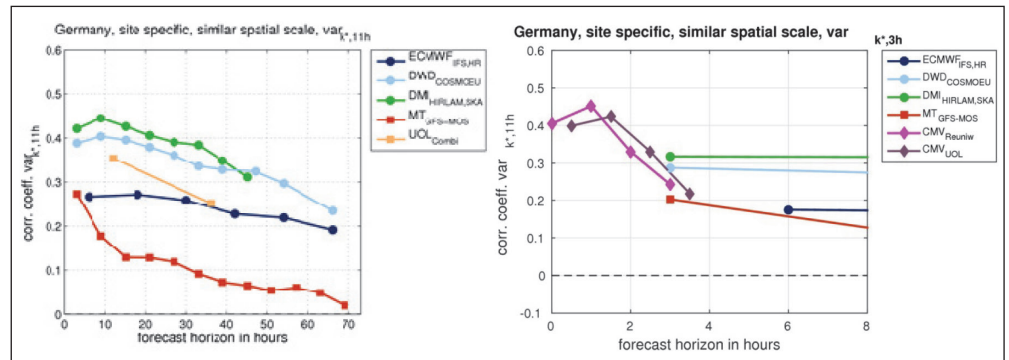 Germany, site specific, similar spatial scale, var k*,11h
0.6
0.5
0.4
0.3
0.2
0.1
0
0 10 20 30 40 50 60 70
corr. coeff. var k*,11h
forecast horizon in hours
ECMWF IFS,HR
DWD COSMOEU
DMI HIRLAM,SKA
MT GFS-MOS
UOL Combi
Germany, site specific, similar spatial scale, var k*,3h
0.6
0.5
0.4
0.3
0.2
0.1
0
-0.1
0 2 4 6 8
corr. coeff. var k*,11h
forecast horizon in hours
ECMWF IFS,HR
DWD COSMOEU
DMI HIRLAM,SKA
MT GFS-MOS
CMV Reuniw
CMV UOL